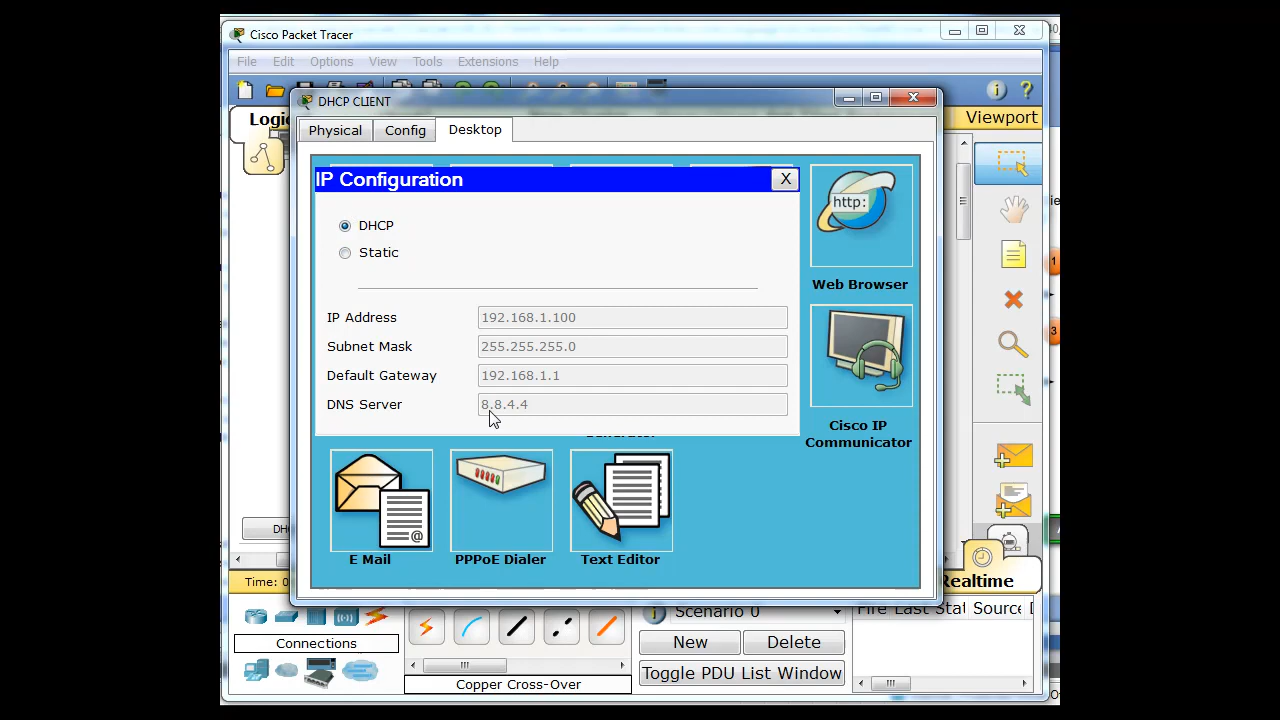 Cisco Packet Tracer
File Edit Options View Tools Extensions Help
DHCP CLIENT
Physical Config Desktop
Logic
Viewport
IP Configuration X
http:
DHCP
Static
Web Browser
IP Address 192.168.1.100
Subnet Mask 255.255.255.0
Default Gateway 192.168.1.1
DNS Server 8.8.4.4
Cisco IP
Communicator
@
E Mail PPPoE Dialer Text Editor
Time: 0
Realtime
Scenario 0
Fire Last Stat Source D
Connections
New Delete
Toggle PDU List Window
Copper Cross-Over